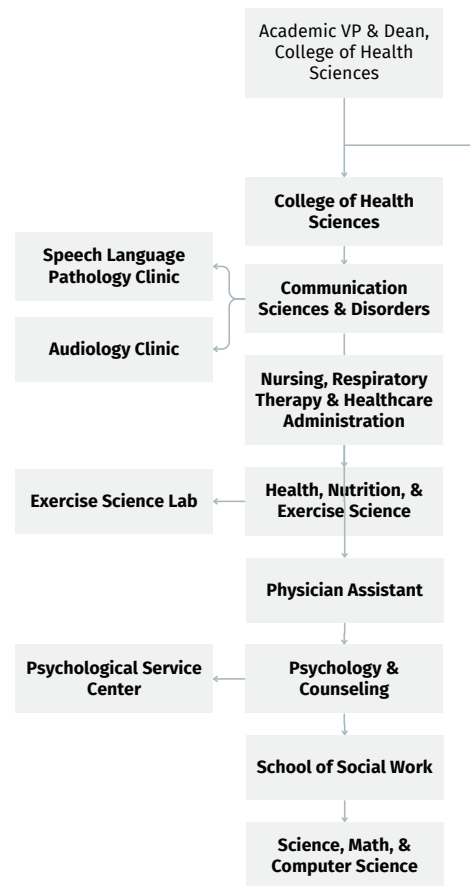 Academic VP & Dean,
College of Health
Sciences
College of Health
Sciences
Speech Language
Pathology Clinic
Communication
Sciences & Disorders
Audiology Clinic
Nursing, Respiratory
Therapy & Healthcare
Administration
Exercise Science Lab
Health, Nutrition, &
Exercise Science
Physician Assistant
Psychological Service
Center
Psychology &
Counseling
School of Social Work
Science, Math, &
Computer Science